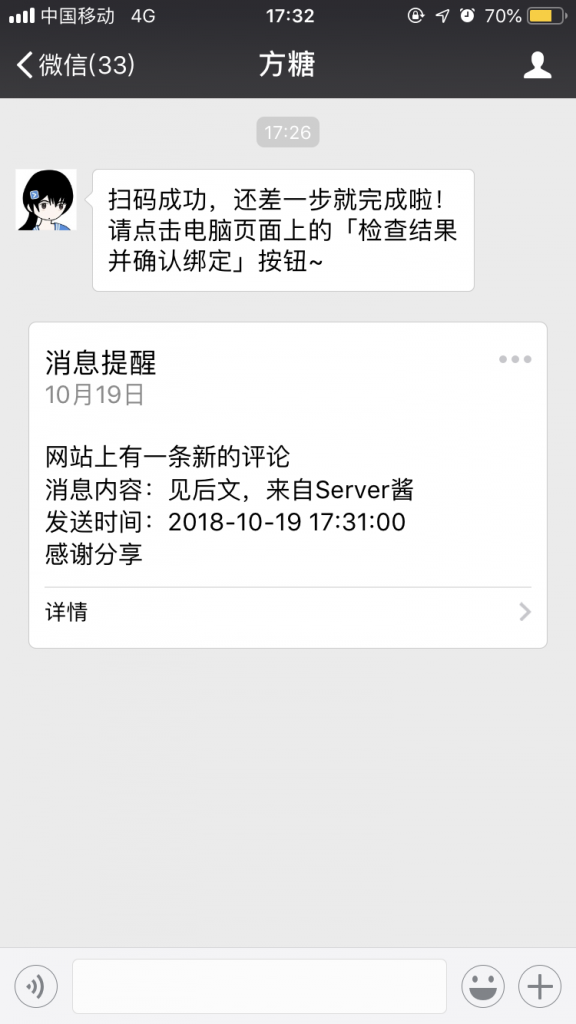 中国移动 4G 17:32 70%
微信(33) 方糖
17:26
扫码成功，还差一步就完成啦！
请点击电脑页面上的「检查结果
并确认绑定」按钮~
消息提醒
10月19日
网站上有一条新的评论
消息内容：见后文，来自Server酱
发送时间：2018-10-19 17:31:00
感谢分享
详情